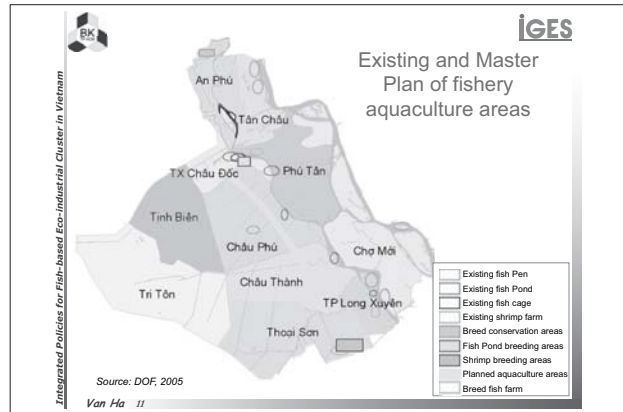 BK
iGES
Integrated Policies for Fish-based Eco-industrial Cluster in Vietnam
Existing and Master
Plan of fishery
aquaculture areas
An Phú
Tân Châu
TX Châu Đốc
Phú Tân
Tịnh Biên
Châu Phú
Chợ Mới
Tri Tôn
Châu Thành
TP Long Xuyên
Thoại Sơn
Existing fish Pen
Existing fish Pond
Existing fish cage
Existing shrimp farm
Breed conservation areas
Fish Pond breeding areas
Shrimp breeding areas
Planned aquaculture areas
Breed fish farm
Source: DOF, 2005
Van Ha 11